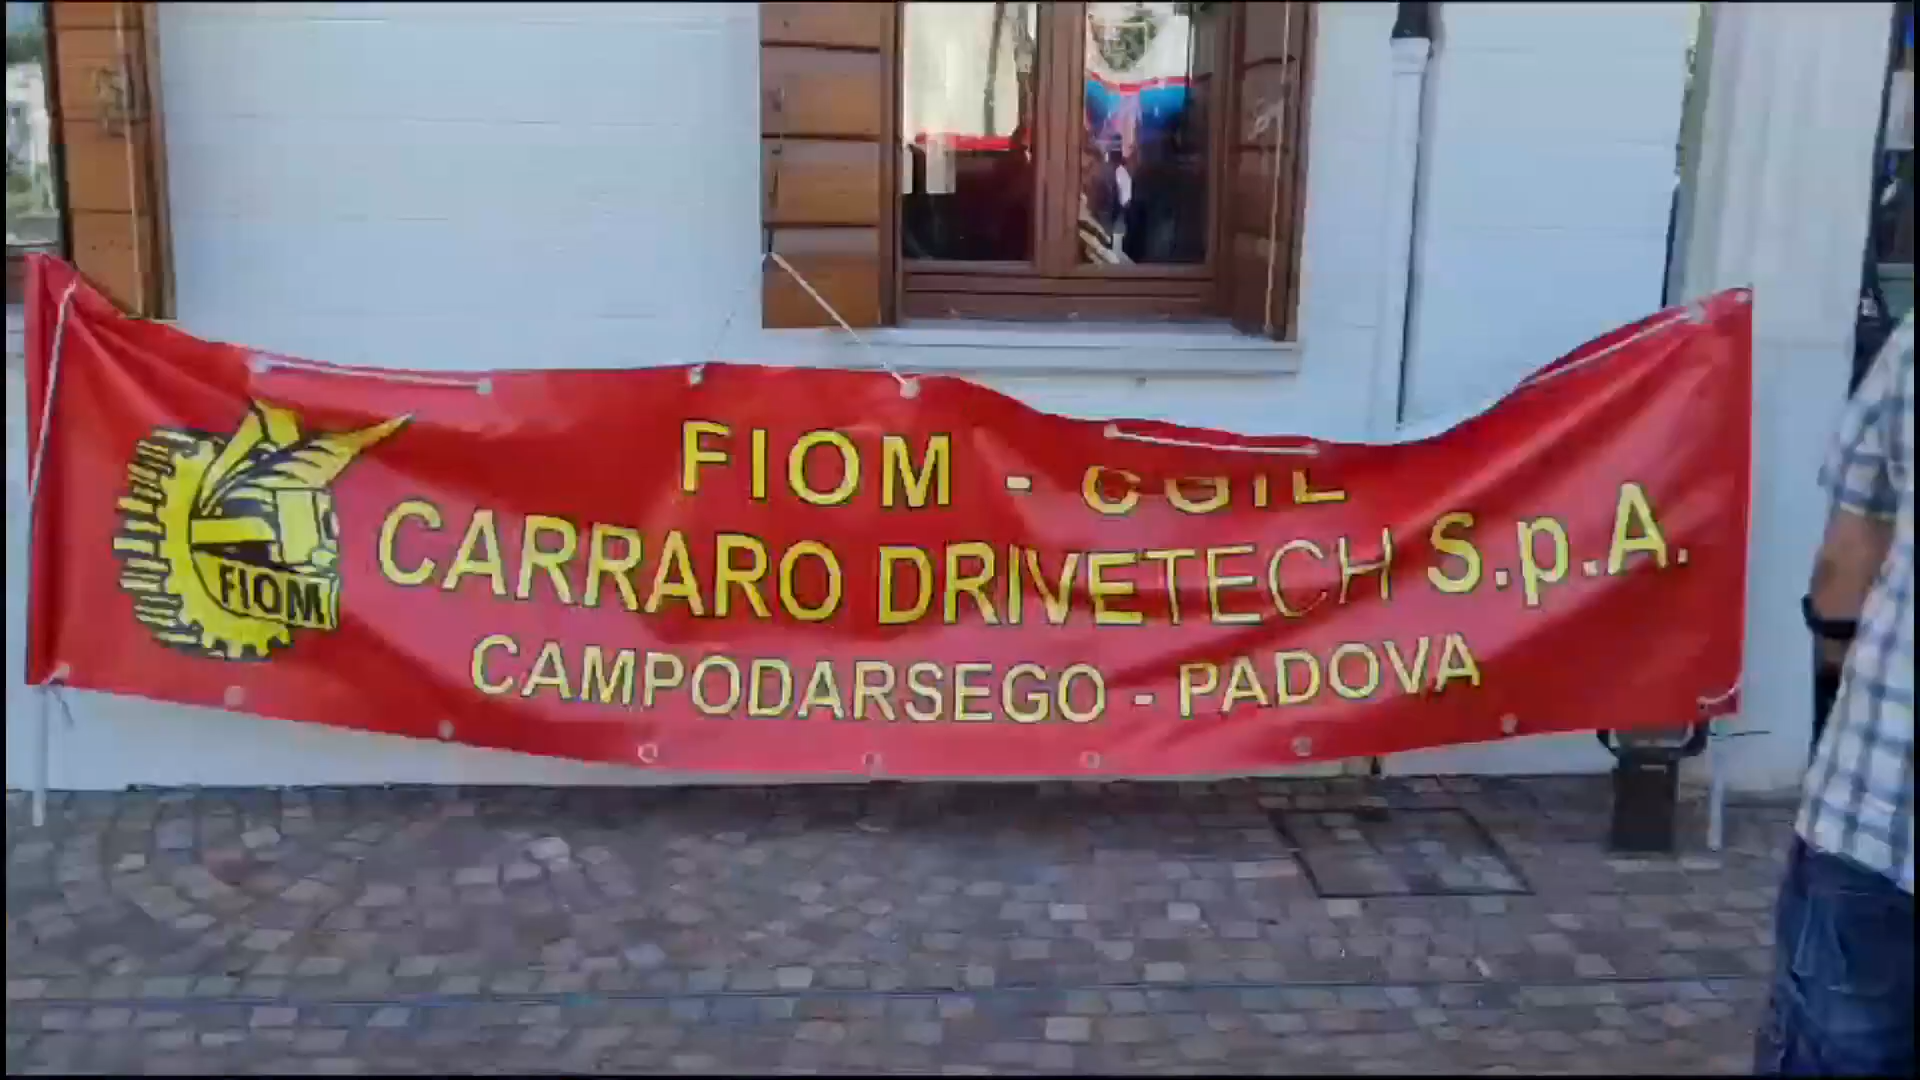 FIOM - CGIL
CARRARO DRIVETECH S.p.A.
CAMPODARSEGO - PADOVA
FIOM